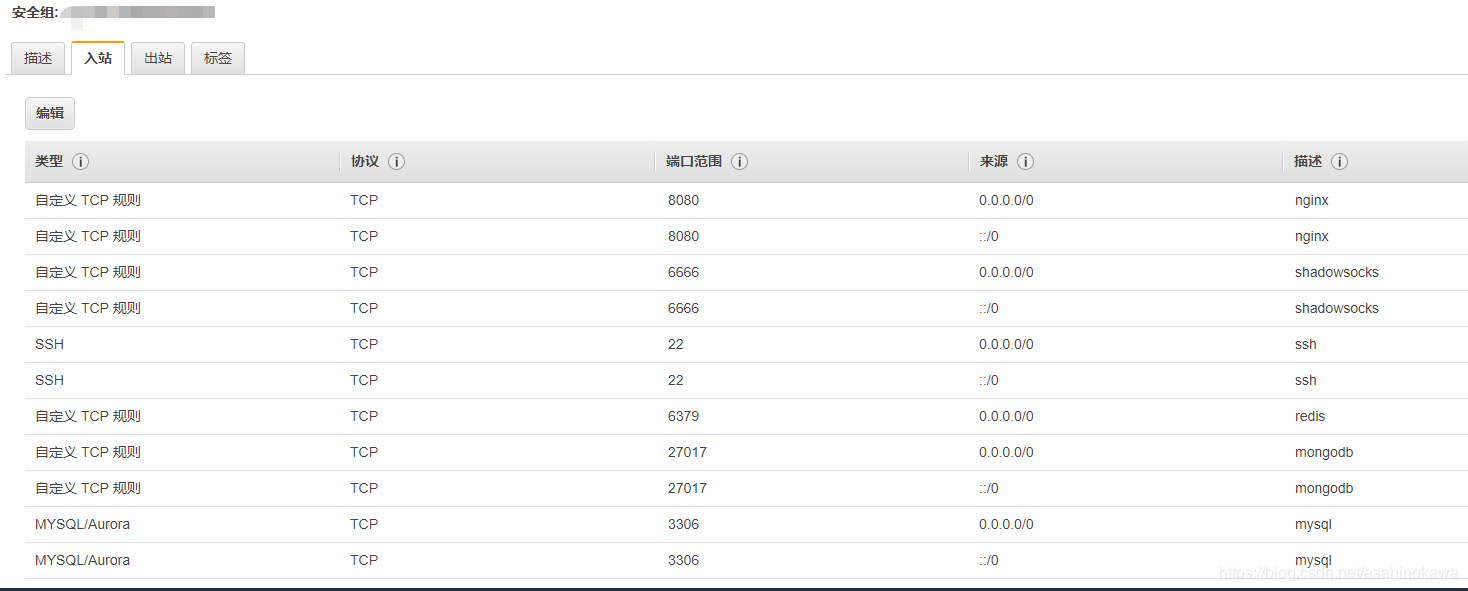 安全组:
描述 入站 出站 标签
编辑
类型 协议 端口范围 来源 描述
自定义 TCP 规则 TCP 8080 0.0.0.0/0 nginx
自定义 TCP 规则 TCP 8080 ::/0 nginx
自定义 TCP 规则 TCP 6666 0.0.0.0/0 shadowsocks
自定义 TCP 规则 TCP 6666 ::/0 shadowsocks
SSH TCP 22 0.0.0.0/0 ssh
SSH TCP 22 ::/0 ssh
自定义 TCP 规则 TCP 6379 0.0.0.0/0 redis
自定义 TCP 规则 TCP 27017 0.0.0.0/0 mongodb
自定义 TCP 规则 TCP 27017 ::/0 mongodb
MYSQL/Aurora TCP 3306 0.0.0.0/0 mysql
MYSQL/Aurora TCP 3306 ::/0 mysql
https://blog.csdn.net/asahinokawa